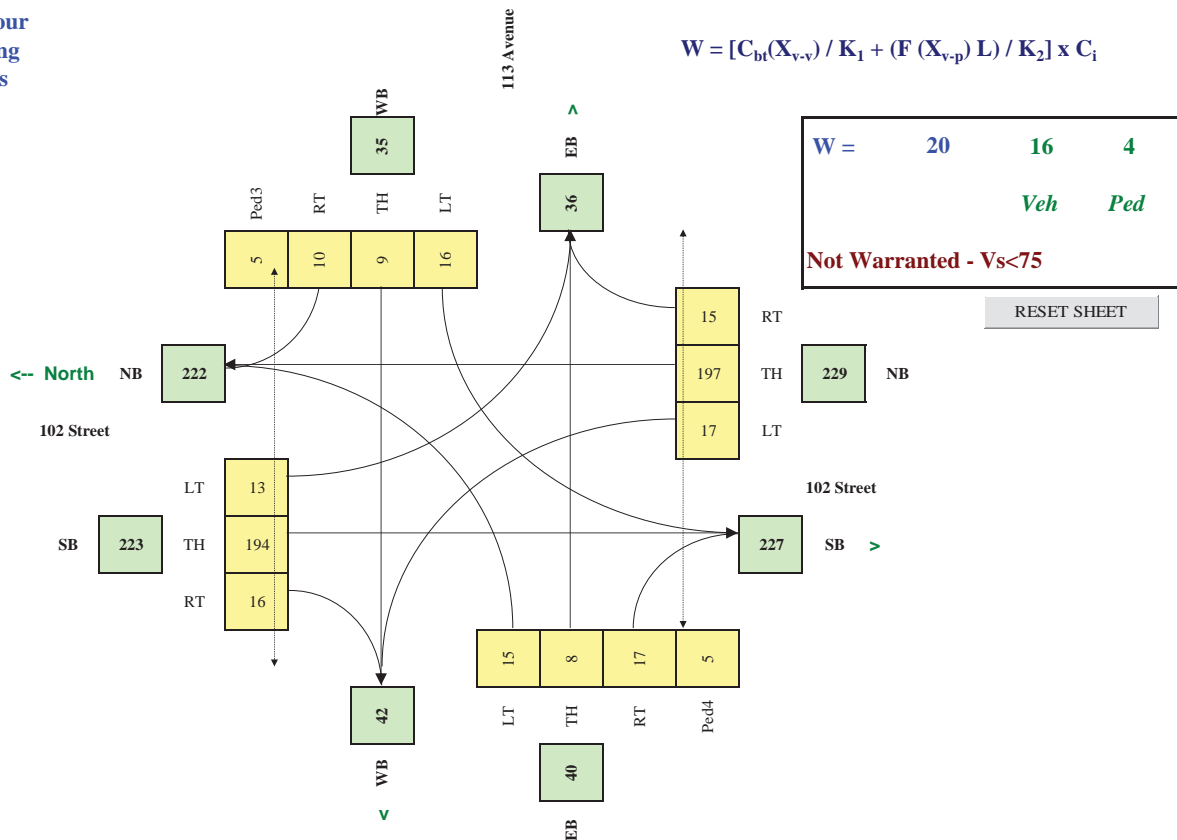 our
ng
s
113 Avenue
W = [Cbt(Xv-v) / K1 + (F (Xv-p) L) / K2] x Ci
WB
35
^
EB
36
W = 20 16 4
Veh Ped
Not Warranted - Vs<75
RESET SHEET
Ped3 RT TH LT
5 10 9 16
15 RT
<-- North NB 222
197 TH 229 NB
17 LT
102 Street
LT 13
102 Street
SB 223 TH 194
227 SB >
RT 16
15 8 17 5
LT TH RT Ped4
42
WB
v
40
EB